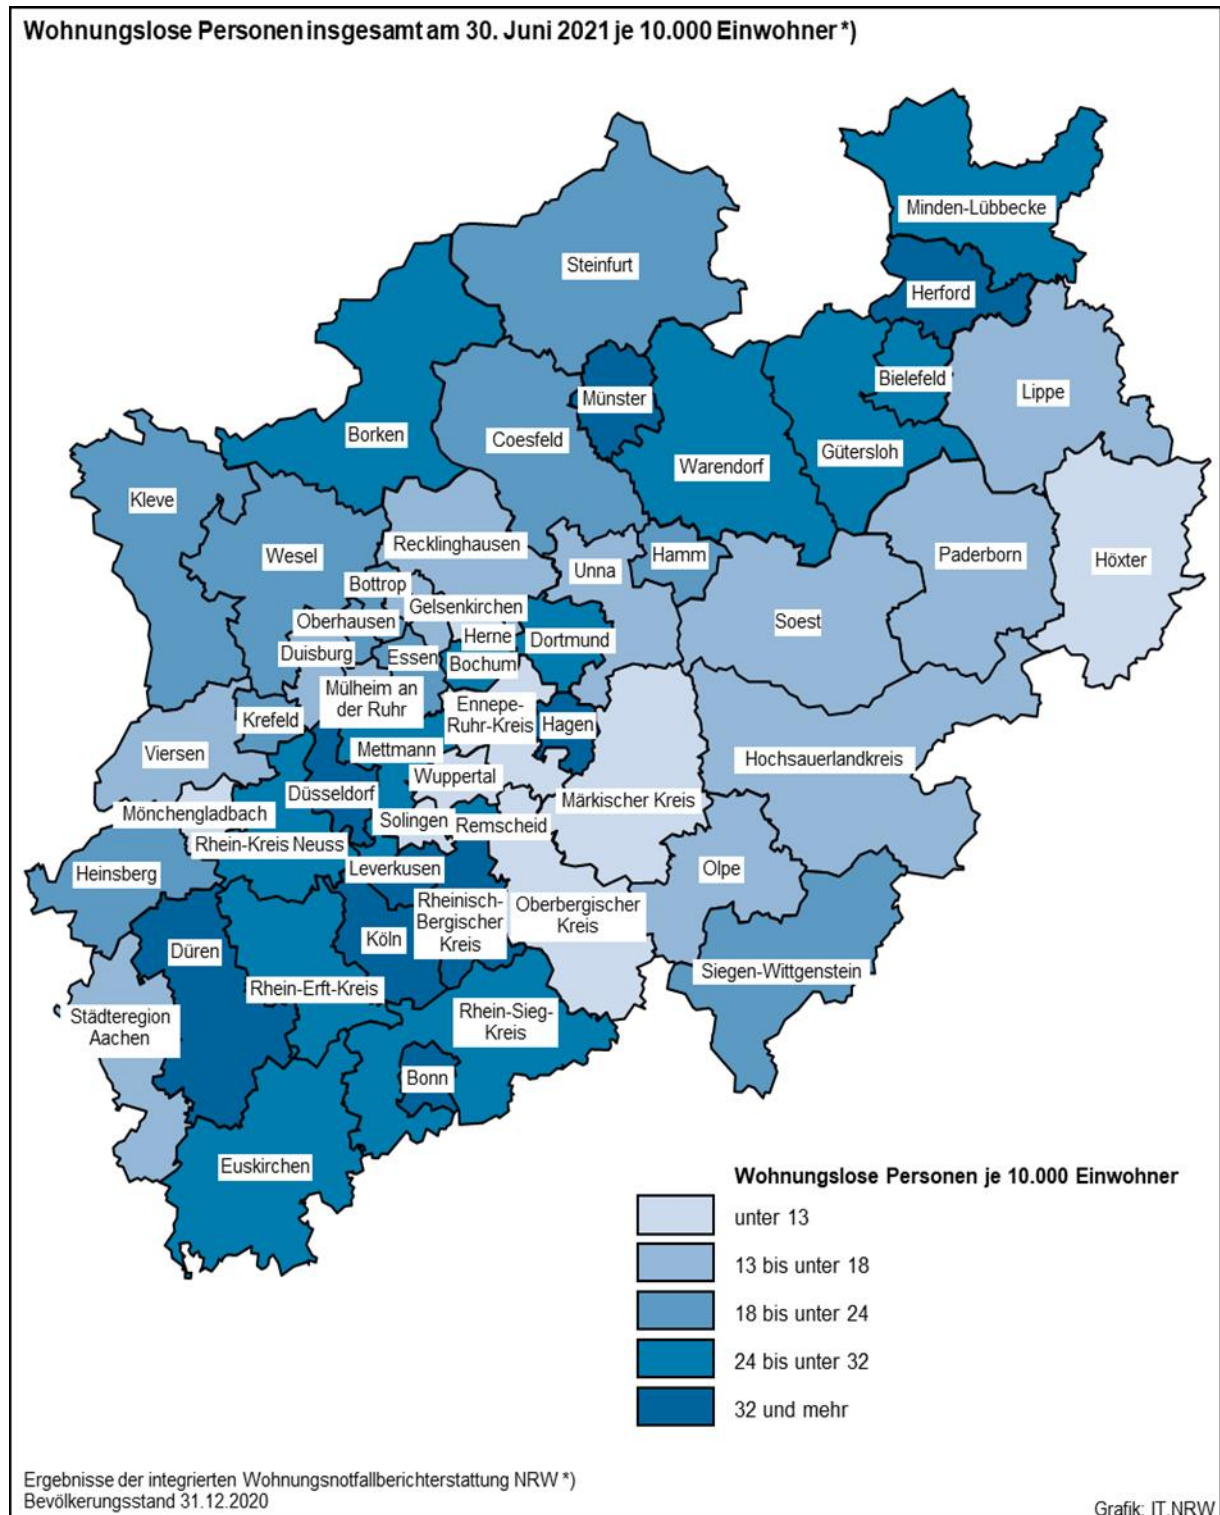 Wohnungslose Personen insgesamt am 30. Juni 2021 je 10.000 Einwohner *)
Minden-Lübbecke
Steinfurt
Herford
Bielefeld
Lippe
Münster
Borken
Coesfeld
Gütersloh
Warendorf
Kleve
Recklinghausen
Wesel
Hamm
Paderborn
Höxter
Unna
Bottrop
Gelsenkirchen
Oberhausen
Soest
Herne
Dortmund
Duisburg
Essen
Bochum
Mülheim an
der Ruhr
Ennepe-
Ruhr-Kreis
Krefeld
Hagen
Viersen
Mettmann
Hochsauerlandkreis
Wuppertal
Düsseldorf
Märkischer Kreis
Mönchengladbach
Solingen
Remscheid
Rhein-Kreis Neuss
Heinsberg
Leverkusen
Olpe
Rheinisch-
Bergischer
Kreis
Oberbergischer
Kreis
Köln
Düren
Siegen-Wittgenstein
Rhein-Erft-Kreis
Rhein-Sieg-
Kreis
Städteregion
Aachen
Bonn
Euskirchen
Wohnungslose Personen je 10.000 Einwohner
unter 13
13 bis unter 18
18 bis unter 24
24 bis unter 32
32 und mehr
Ergebnisse der integrierten Wohnungsnotfallberichterstattung NRW *)
Bevölkerungsstand 31.12.2020
Grafik: IT.NRW